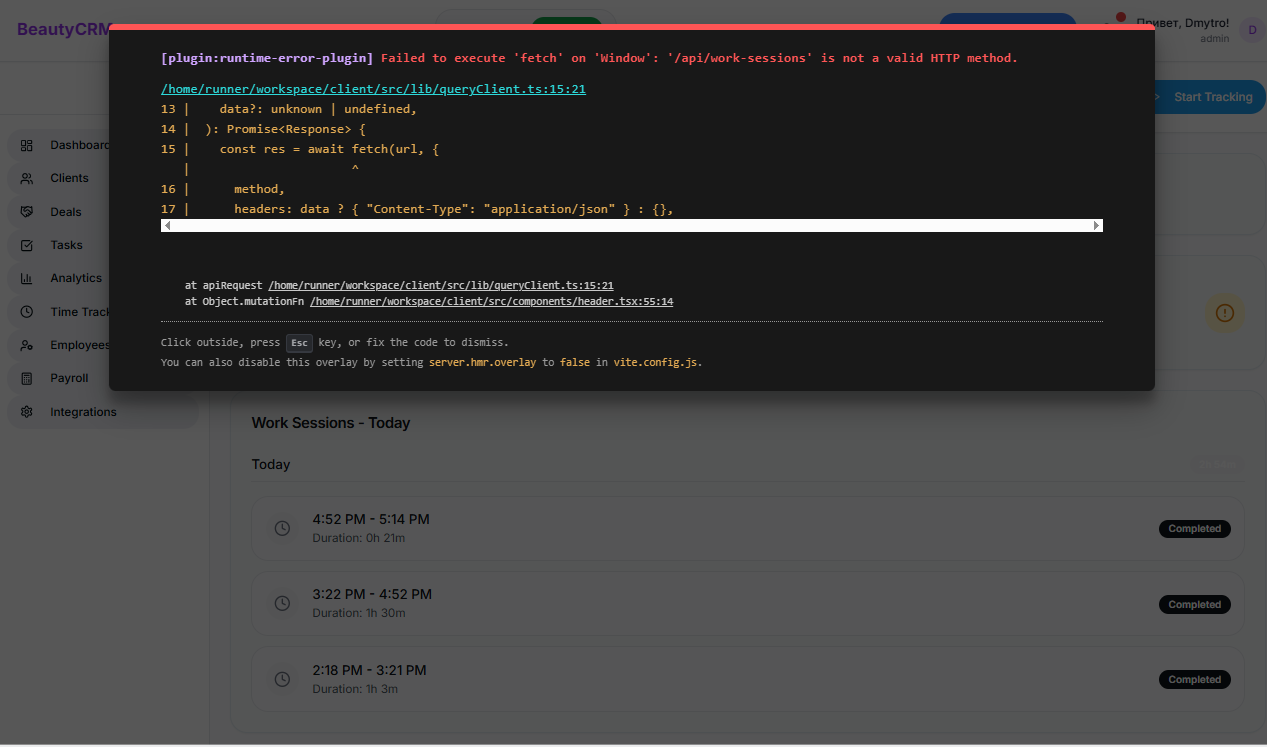 BeautyCRM
Привет, Dmytro!
admin
D
[plugin:runtime-error-plugin] Failed to execute 'fetch' on 'Window': '/api/work-sessions' is not a valid HTTP method.
/home/runner/workspace/client/src/lib/queryClient.ts:15:21
13 |    data?: unknown | undefined,
14 |  ): Promise<Response> {
15 |    const res = await fetch(url, {
   |                      ^
16 |      method,
17 |      headers: data ? { "Content-Type": "application/json" } : {},
at apiRequest /home/runner/workspace/client/src/lib/queryClient.ts:15:21
at Object.mutationFn /home/runner/workspace/client/src/components/header.tsx:55:14
Click outside, press Esc key, or fix the code to dismiss.
You can also disable this overlay by setting server.hmr.overlay to false in vite.config.js.
Start Tracking
Dashboard
Clients
Deals
Tasks
Analytics
Time Track
Employees
Payroll
Integrations
Work Sessions - Today
Today
4:52 PM - 5:14 PM
Duration: 0h 21m
Completed
3:22 PM - 4:52 PM
Duration: 1h 30m
Completed
2:18 PM - 3:21 PM
Duration: 1h 3m
Completed